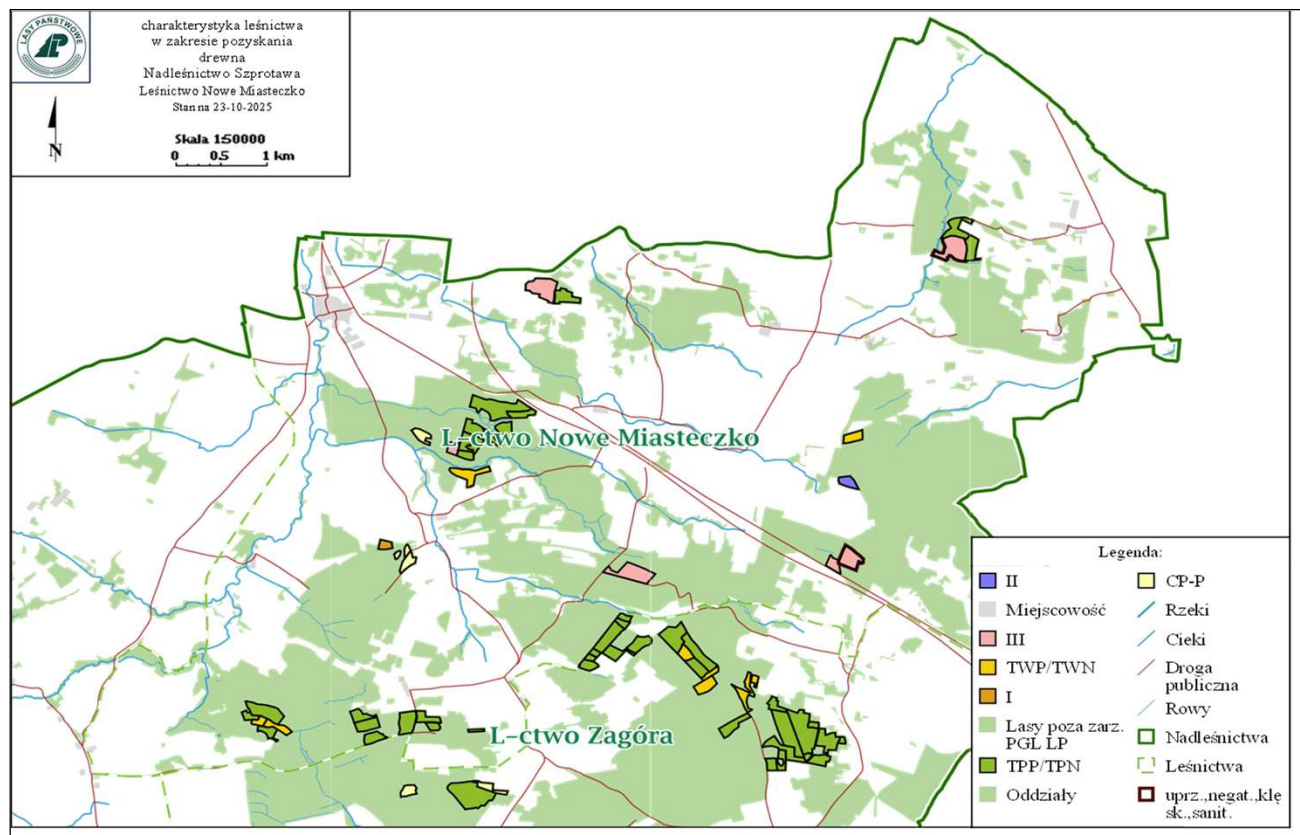 LASY PAŃSTWOWE
charakterystyka leśnictwa
w zakresie pozyskania
drewna
Nadleśnictwo Szprotawa
Leśnictwo Nowe Miasteczko
Stan na 23-10-2025
N
Skala 1:50000
0 0.5 1 km
L-ctwo Nowe Miasteczko
L-ctwo Zagóra
Legenda:
II
Miejscowość
III
TWP/TWN
I
Lasy poza zarz.
PGL LP
TPP/TPN
Oddziały
CP-P
Rzeki
Cieki
Droga
publiczna
Rowy
Nadleśnictwa
Leśnictwa
uprz.,negat.,klę
sk.,sanit.